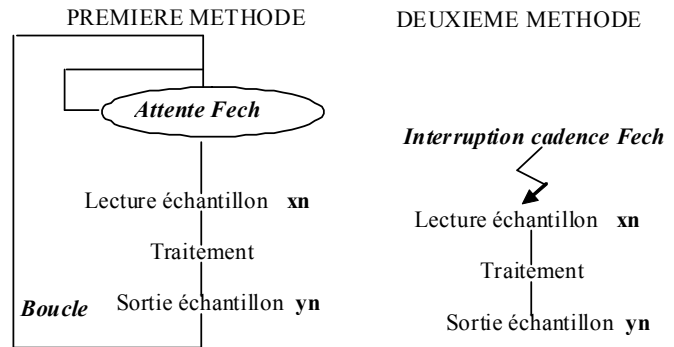 PREMIERE METHODE
Attente Fech
Lecture échantillon xn
Traitement
Boucle
Sortie échantillon yn
DEUXIEME METHODE
Interruption cadence Fech
Lecture échantillon xn
Traitement
Sortie échantillon yn